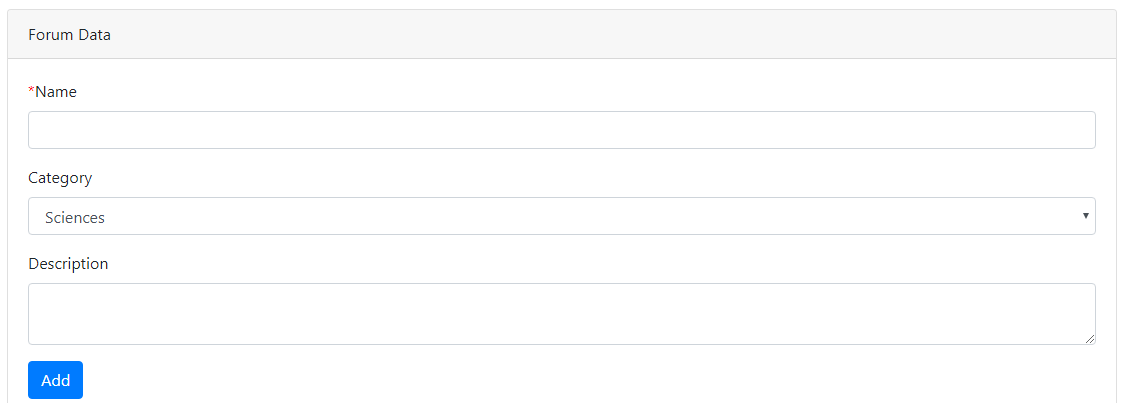 Forum Data
*Name
Category
Sciences
Description
Add